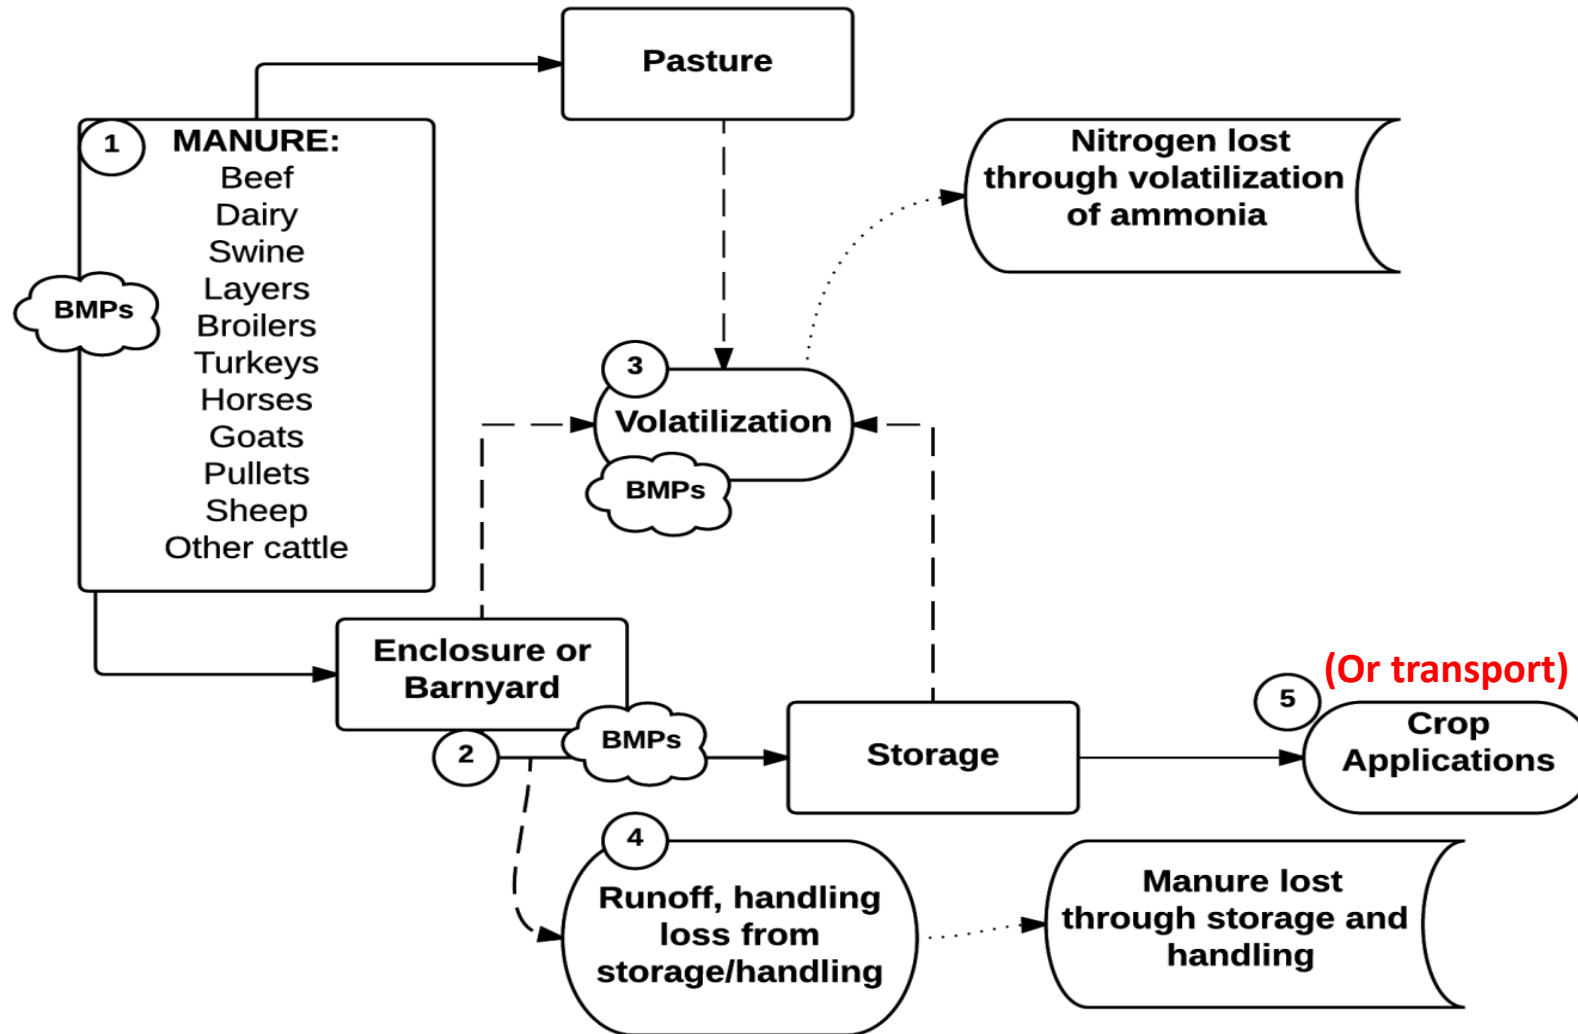 Pasture
1
MANURE:
Beef
Dairy
Swine
Layers
Broilers
Turkeys
Horses
Goats
Pullets
Sheep
Other cattle
BMPs
Nitrogen lost
through volatilization
of ammonia
3
Volatilization
BMPs
Enclosure or
Barnyard
2
BMPs
Storage
(Or transport)
5
Crop
Applications
4
Runoff, handling
loss from
storage/handling
Manure lost
through storage and
handling